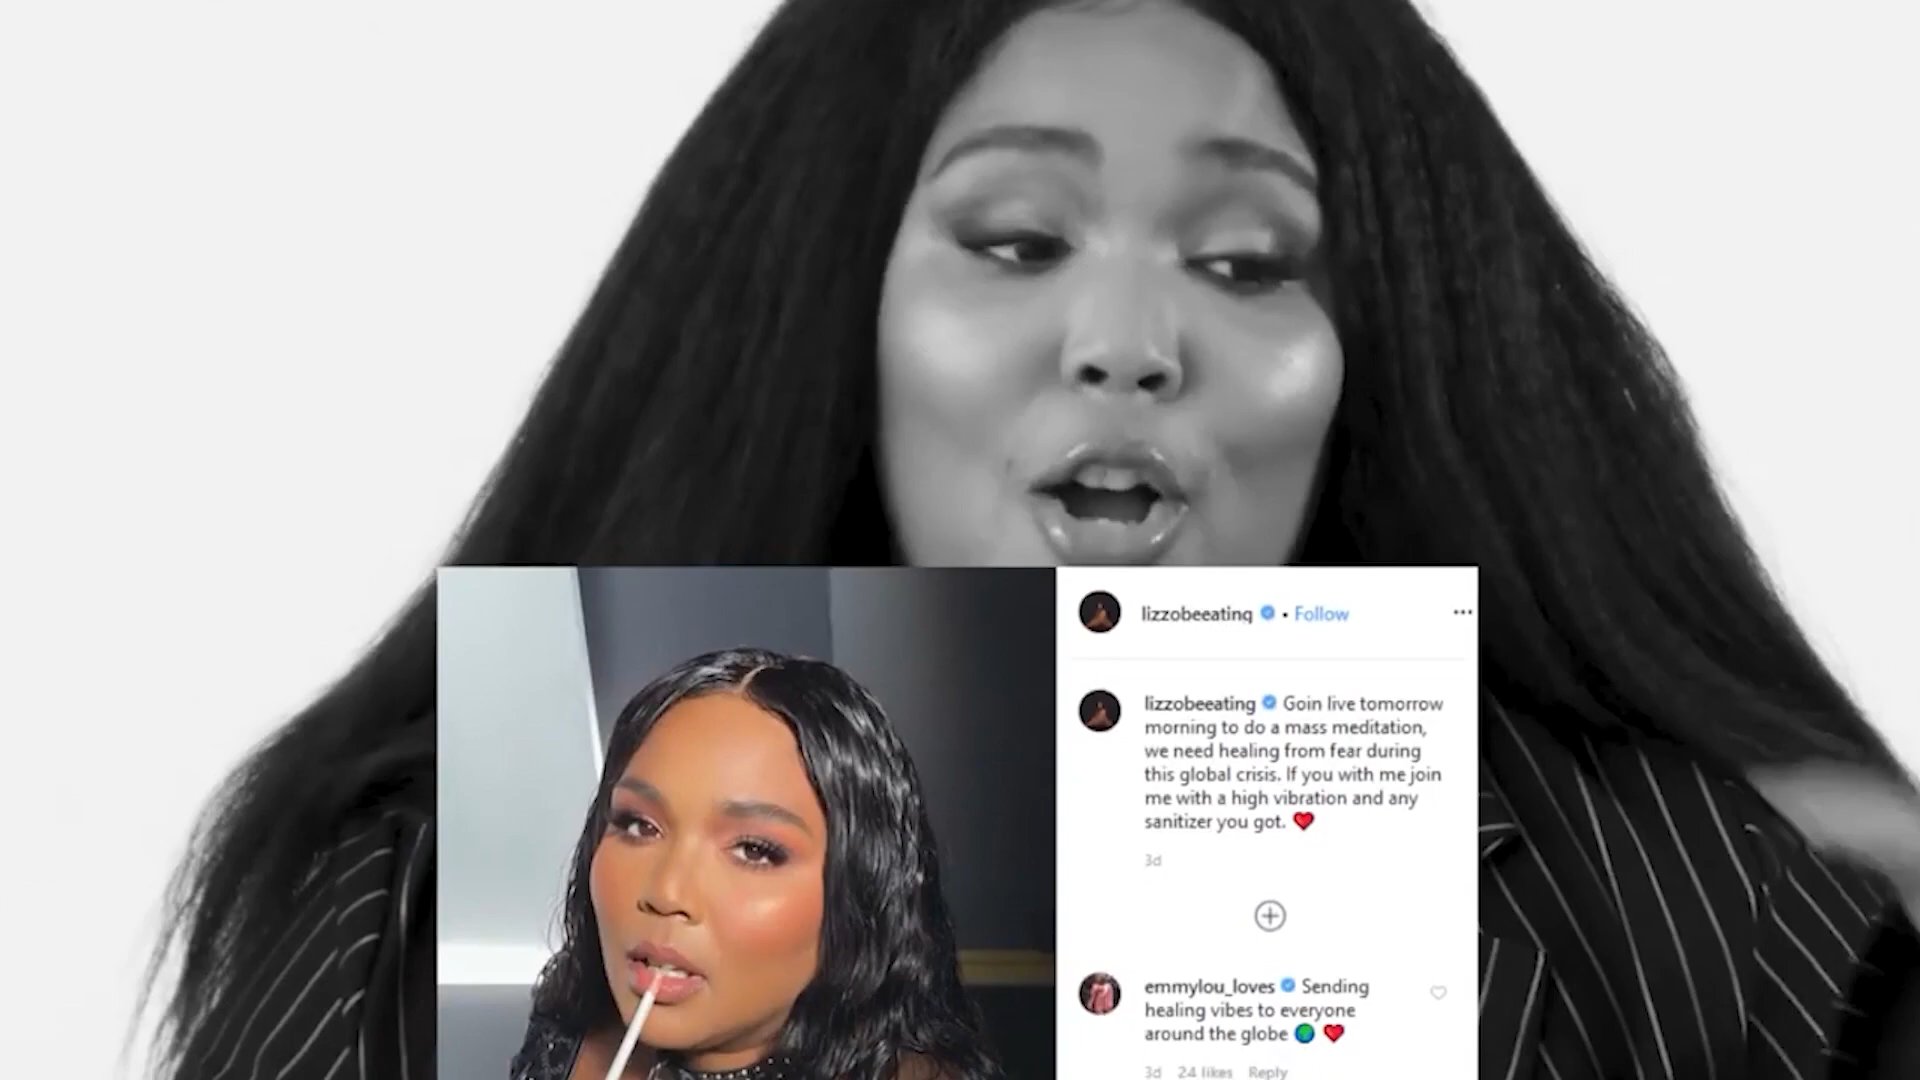 lizzobeeating • Follow
lizzobeeating Goin live tomorrow
morning to do a mass meditation,
we need healing from fear during
this global crisis. If you with me join
me with a high vibration and any
sanitizer you got. ❤️
3d
emmylou_loves Sending
healing vibes to everyone
around the globe 🌍 ❤️
3d 24 likes Reply